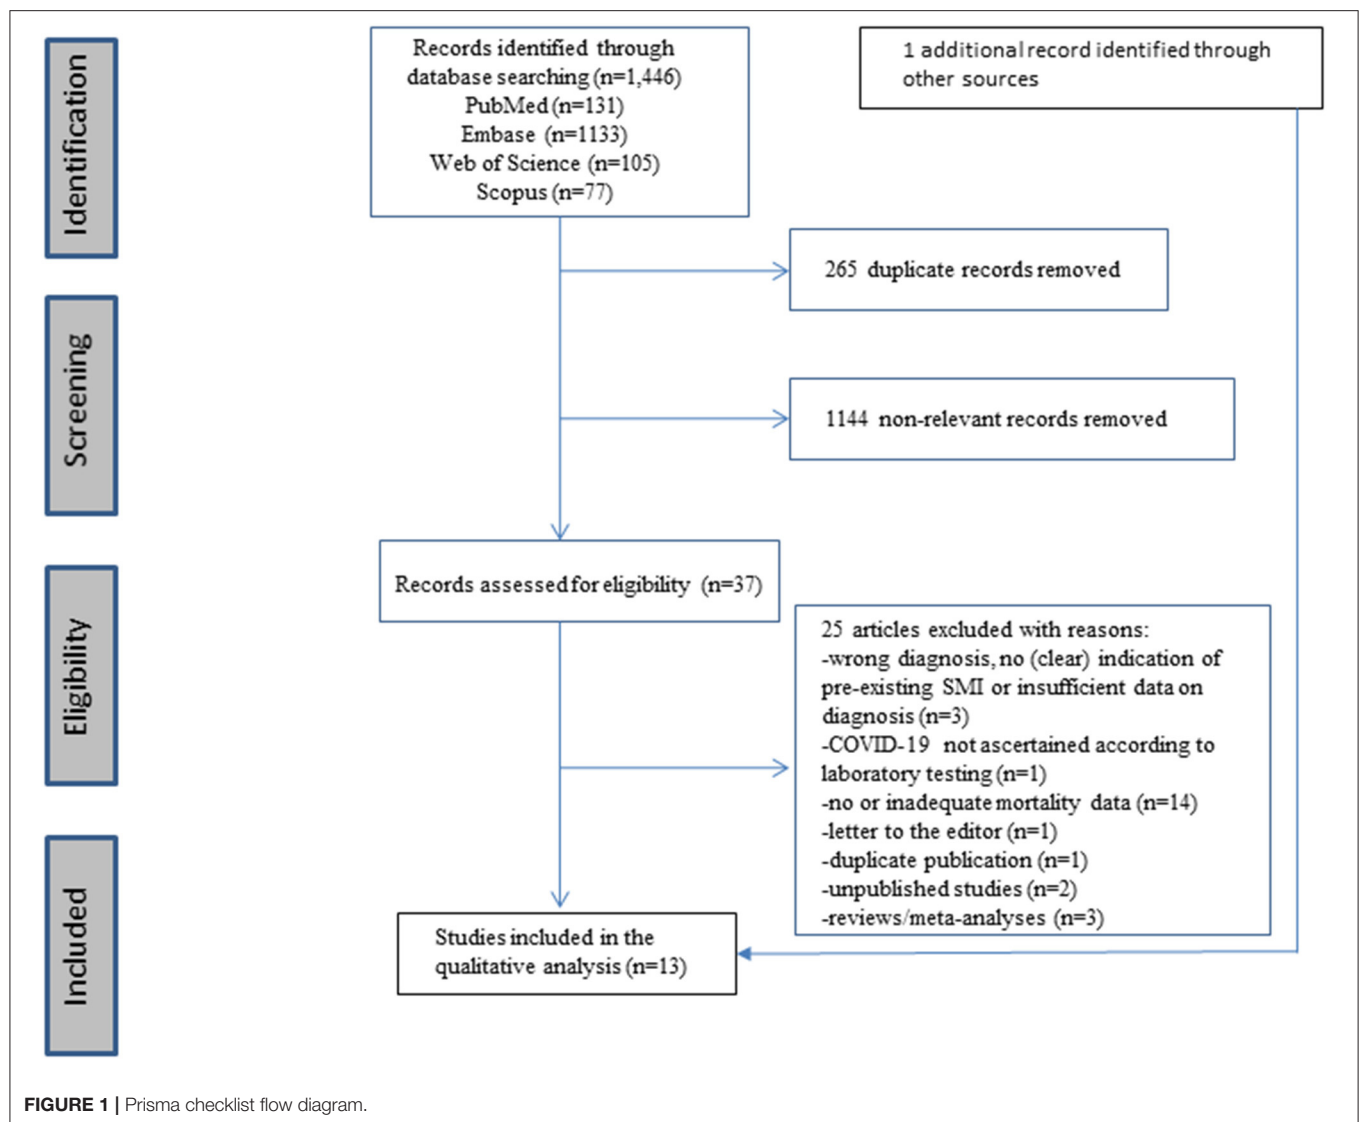 Identification
Records identified through
database searching (n=1,446)
PubMed (n=131)
Embase (n=1133)
Web of Science (n=105)
Scopus (n=77)
1 additional record identified through
other sources
265 duplicate records removed
Screening
1144 non-relevant records removed
Records assessed for eligibility (n=37)
Eligibility
25 articles excluded with reasons:
-wrong diagnosis, no (clear) indication of
pre-existing SMI or insufficient data on
diagnosis (n=3)
-COVID-19 not ascertained according to
laboratory testing (n=1)
-no or inadequate mortality data (n=14)
-letter to the editor (n=1)
-duplicate publication (n=1)
-unpublished studies (n=2)
-reviews/meta-analyses (n=3)
Included
Studies included in the
qualitative analysis (n=13)
FIGURE 1 | Prisma checklist flow diagram.